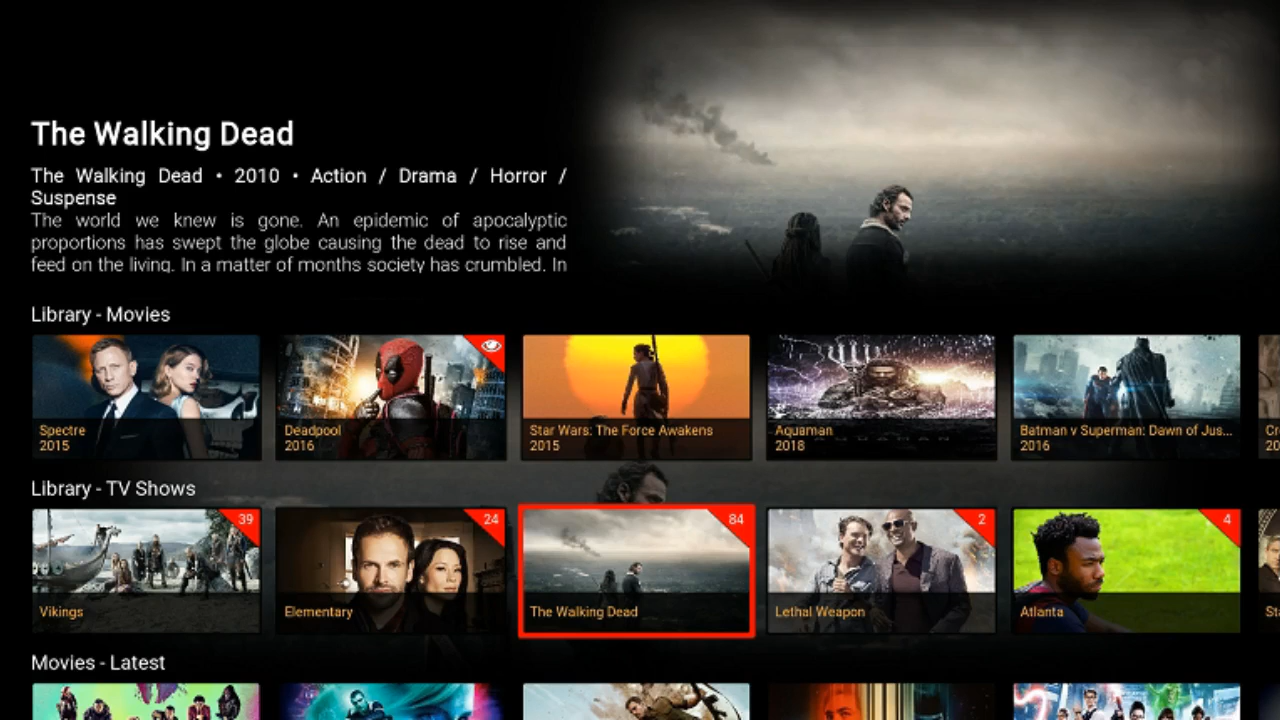 The Walking Dead
The Walking Dead • 2010 • Action / Drama / Horror /
Suspense
The world we knew is gone. An epidemic of apocalyptic
proportions has swept the globe causing the dead to rise and
feed on the living. In a matter of months society has crumbled. In
Library - Movies
Spectre
2015
Deadpool
2016
Star Wars: The Force Awakens
2015
Aquaman
2018
Batman v Superman: Dawn of Jus...
2016
Cr
20
Library - TV Shows
39
Vikings
24
Elementary
84
The Walking Dead
2
Lethal Weapon
4
Atlanta
St
Movies - Latest